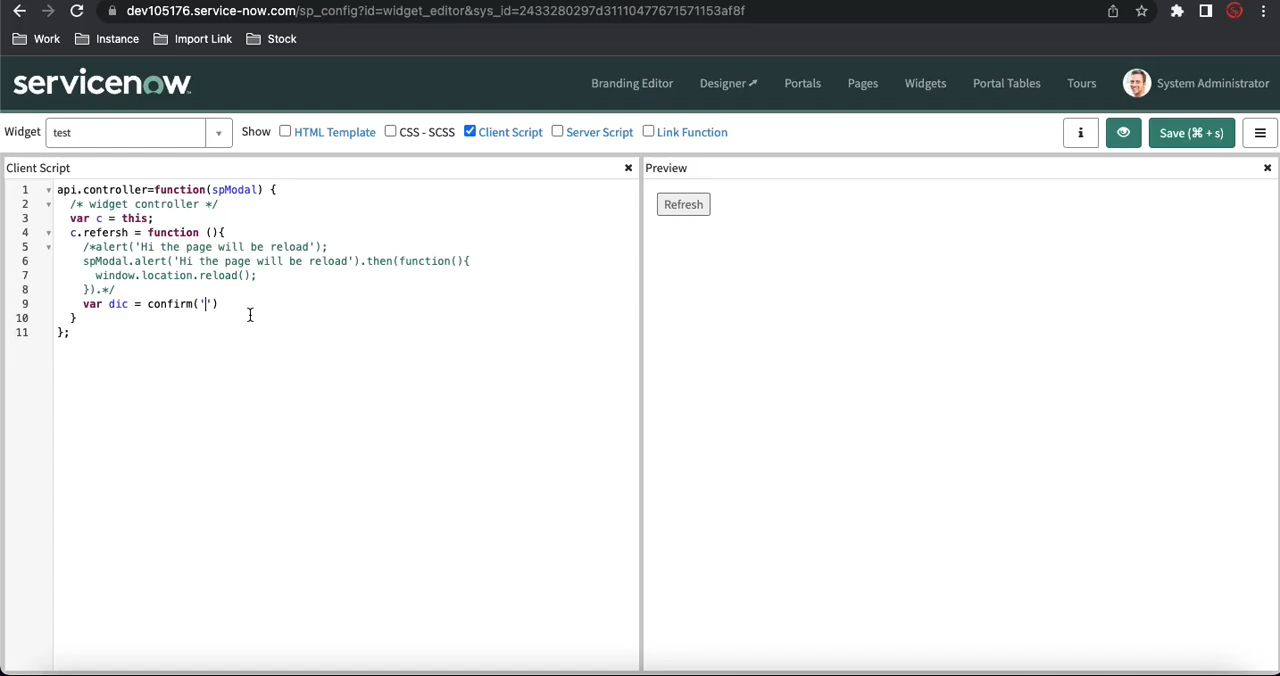 dev105176.service-now.com/sp_config?id=widget_editor&sys_id=2433280297d31110477671571153af8f
Work Instance Import Link Stock
servicenow Branding Editor Designer Portals Pages Widgets Portal Tables Tours System Administrator
Widget test Show HTML Template CSS - SCSS Client Script Server Script Link Function i Save (⌘ + s)
Client Script Preview
Refresh
1 api.controller=function(spModal) {
2 /* widget controller */
3 var c = this;
4 c.refersh = function (){
5 /*alert('Hi the page will be reload');
6 spModal.alert('Hi the page will be reload').then(function(){
7 window.location.reload();
8 }).*/
9 var dic = confirm('')
10 }
11 };